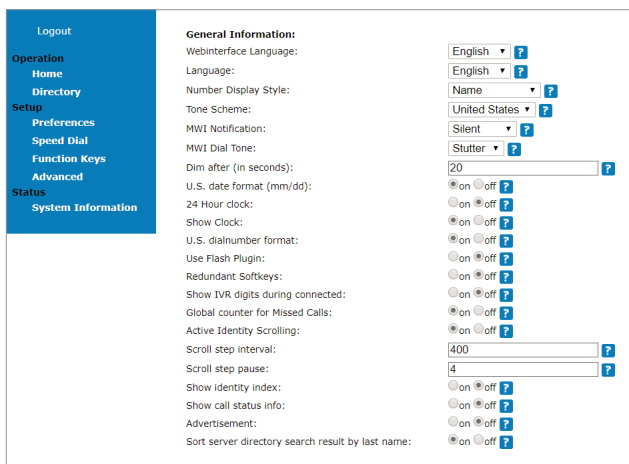 Logout
Operation
Home
Directory
Setup
Preferences
Speed Dial
Function Keys
Advanced
Status
System Information
General Information:
Webinterface Language: English ?
Language: English ?
Number Display Style: Name ?
Tone Scheme: United States ?
MWI Notification: Silent ?
MWI Dial Tone: Stutter ?
Dim after (in seconds): 20 ?
U.S. date format (mm/dd): on off ?
24 Hour clock: on off ?
Show Clock: on off ?
U.S. dialnumber format: on off ?
Use Flash Plugin: on off ?
Redundant Softkeys: on off ?
Show IVR digits during connected: on off ?
Global counter for Missed Calls: on off ?
Active Identity Scrolling: on off ?
Scroll step interval: 400 ?
Scroll step pause: 4 ?
Show identity index: on off ?
Show call status info: on off ?
Advertisement: on off ?
Sort server directory search result by last name: on off ?